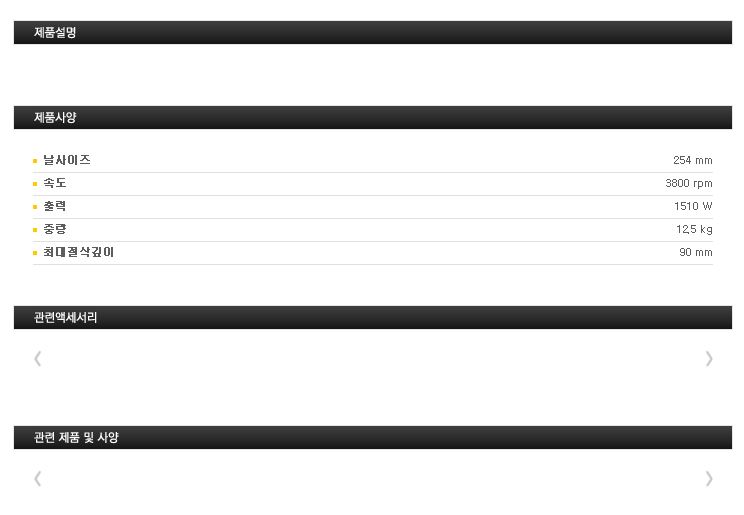 제품설명
제품사양
날사이즈 254 mm
속도 3800 rpm
출력 1510 W
중량 12.5 kg
최대절삭깊이 90 mm
관련액세서리
관련 제품 및 사양